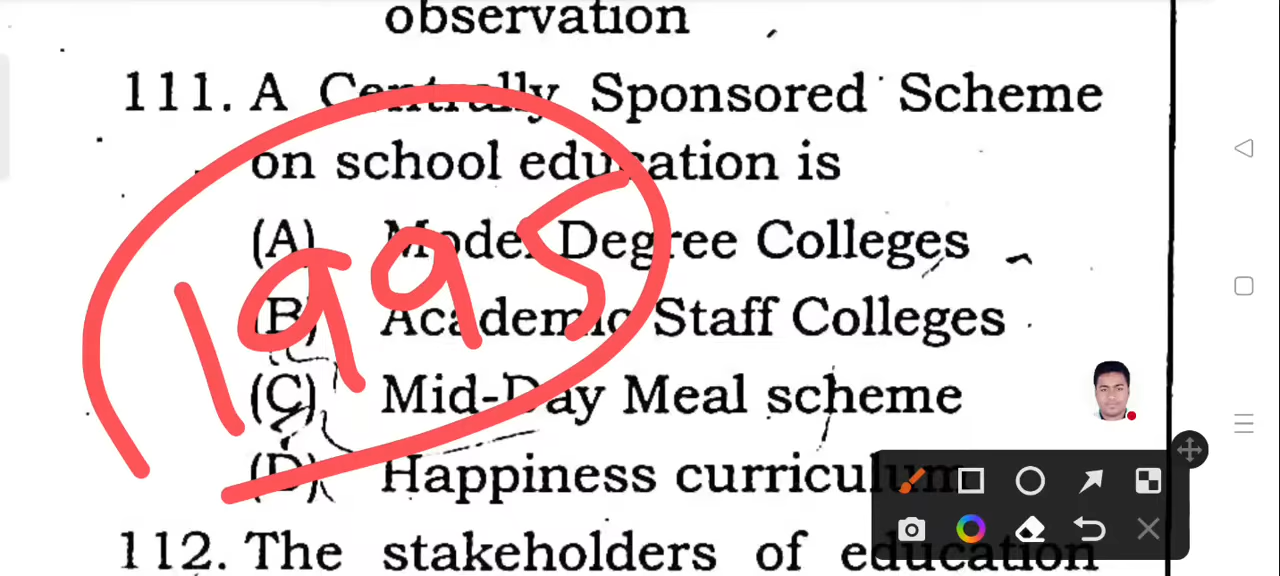 observation
111. A Centrally Sponsored Scheme
on school education is
(A) Model Degree Colleges
(B) Academic Staff Colleges
(C) Mid-Day Meal scheme
(D) Happiness curriculum
112. The stakeholders of education
1995